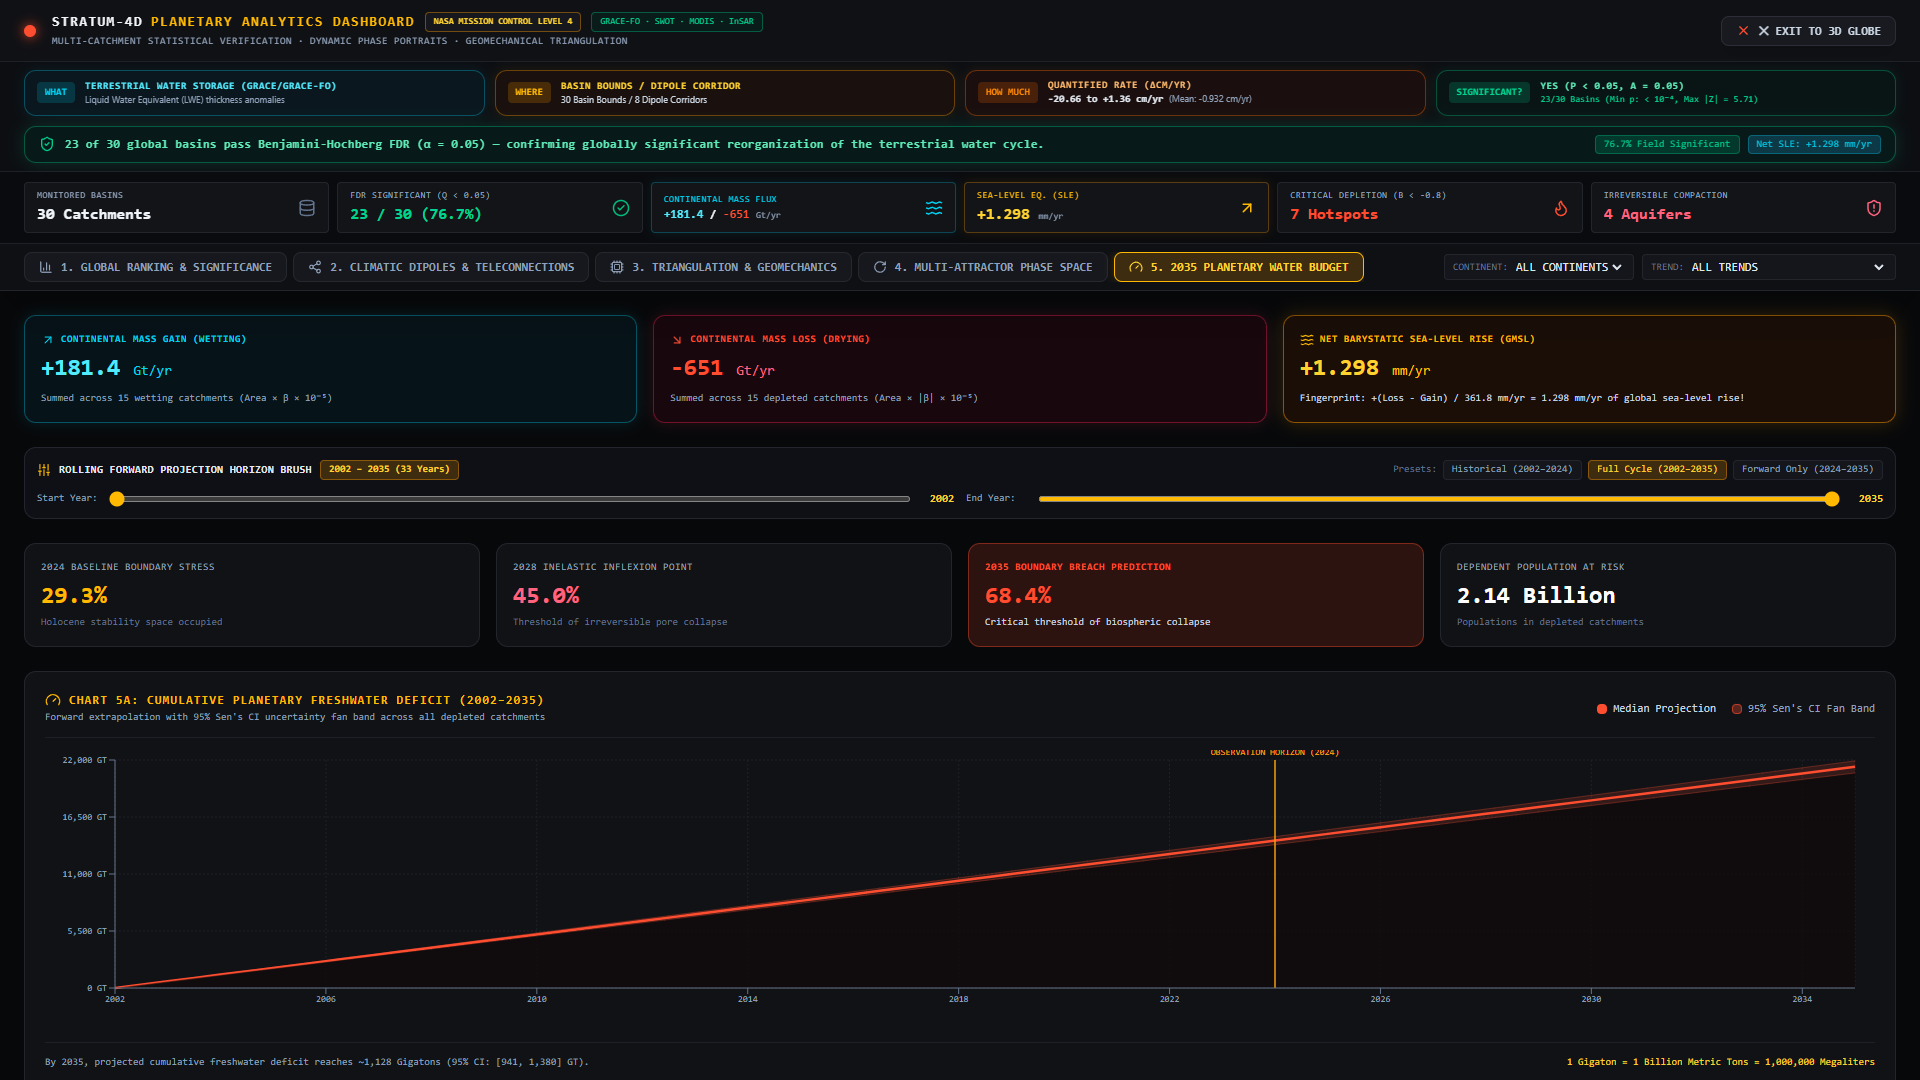 STRATUM-4D PLANETARY ANALYTICS DASHBOARD
NASA MISSION CONTROL LEVEL 4
GRACE-FO · SWOT · MODIS · InSAR
MULTI-CATCHMENT STATISTICAL VERIFICATION · DYNAMIC PHASE PORTRAITS · GEOMECHANICAL TRIANGULATION
✕ EXIT TO 3D GLOBE
WHAT
TERRESTRIAL WATER STORAGE (GRACE/GRACE-FO)
Liquid Water Equivalent (LWE) thickness anomalies
WHERE
BASIN BOUNDS / DIPOLE CORRIDOR
30 Basin Bounds / 8 Dipole Corridors
HOW MUCH
QUANTIFIED RATE (ΔCM/YR)
-20.66 to +1.36 cm/yr (Mean: -0.932 cm/yr)
SIGNIFICANT?
YES (P < 0.05, Α = 0.05)
23/30 Basins (Min p: < 10⁻⁴, Max |Z| = 5.71)
23 of 30 global basins pass Benjamini-Hochberg FDR (α = 0.05) — confirming globally significant reorganization of the terrestrial water cycle.
76.7% Field Significant
Net SLE: +1.298 mm/yr
MONITORED BASINS
30 Catchments
FDR SIGNIFICANT (Q < 0.05)
23 / 30 (76.7%)
CONTINENTAL MASS FLUX
+181.4 / -651 Gt/yr
SEA-LEVEL EQ. (SLE)
+1.298 mm/yr
CRITICAL DEPLETION (Β < -0.8)
7 Hotspots
IRREVERSIBLE COMPACTION
4 Aquifers
1. GLOBAL RANKING & SIGNIFICANCE
2. CLIMATIC DIPOLES & TELECONNECTIONS
3. TRIANGULATION & GEOMECHANICS
4. MULTI-ATTRACTOR PHASE SPACE
5. 2035 PLANETARY WATER BUDGET
CONTINENT: ALL CONTINENTS
TREND: ALL TRENDS
CONTINENTAL MASS GAIN (WETTING)
+181.4 Gt/yr
Summed across 15 wetting catchments (Area × β × 10⁻⁵)
CONTINENTAL MASS LOSS (DRYING)
-651 Gt/yr
Summed across 15 depleted catchments (Area × |β| × 10⁻⁵)
NET BARYSTATIC SEA-LEVEL RISE (GMSL)
+1.298 mm/yr
Fingerprint: +(Loss - Gain) / 361.8 mm/yr = 1.298 mm/yr of global sea-level rise!
ROLLING FORWARD PROJECTION HORIZON BRUSH
2002 – 2035 (33 Years)
Presets:
Historical (2002–2024)
Full Cycle (2002–2035)
Forward Only (2024–2035)
Start Year:
2002
End Year:
2035
2024 BASELINE BOUNDARY STRESS
29.3%
Holocene stability space occupied
2028 INELASTIC INFLEXION POINT
45.0%
Threshold of irreversible pore collapse
2035 BOUNDARY BREACH PREDICTION
68.4%
Critical threshold of biospheric collapse
DEPENDENT POPULATION AT RISK
2.14 Billion
Populations in depleted catchments
CHART 5A: CUMULATIVE PLANETARY FRESHWATER DEFICIT (2002–2035)
Forward extrapolation with 95% Sen's CI uncertainty fan band across all depleted catchments
Median Projection
95% Sen's CI Fan Band
OBSERVATION HORIZON (2024)
22,000 GT
16,500 GT
11,000 GT
5,500 GT
0 GT
2002
2006
2010
2014
2018
2022
2026
2030
2034
By 2035, projected cumulative freshwater deficit reaches ~1,128 Gigatons (95% CI: [941, 1,380] GT).
1 Gigaton = 1 Billion Metric Tons = 1,000,000 Megaliters